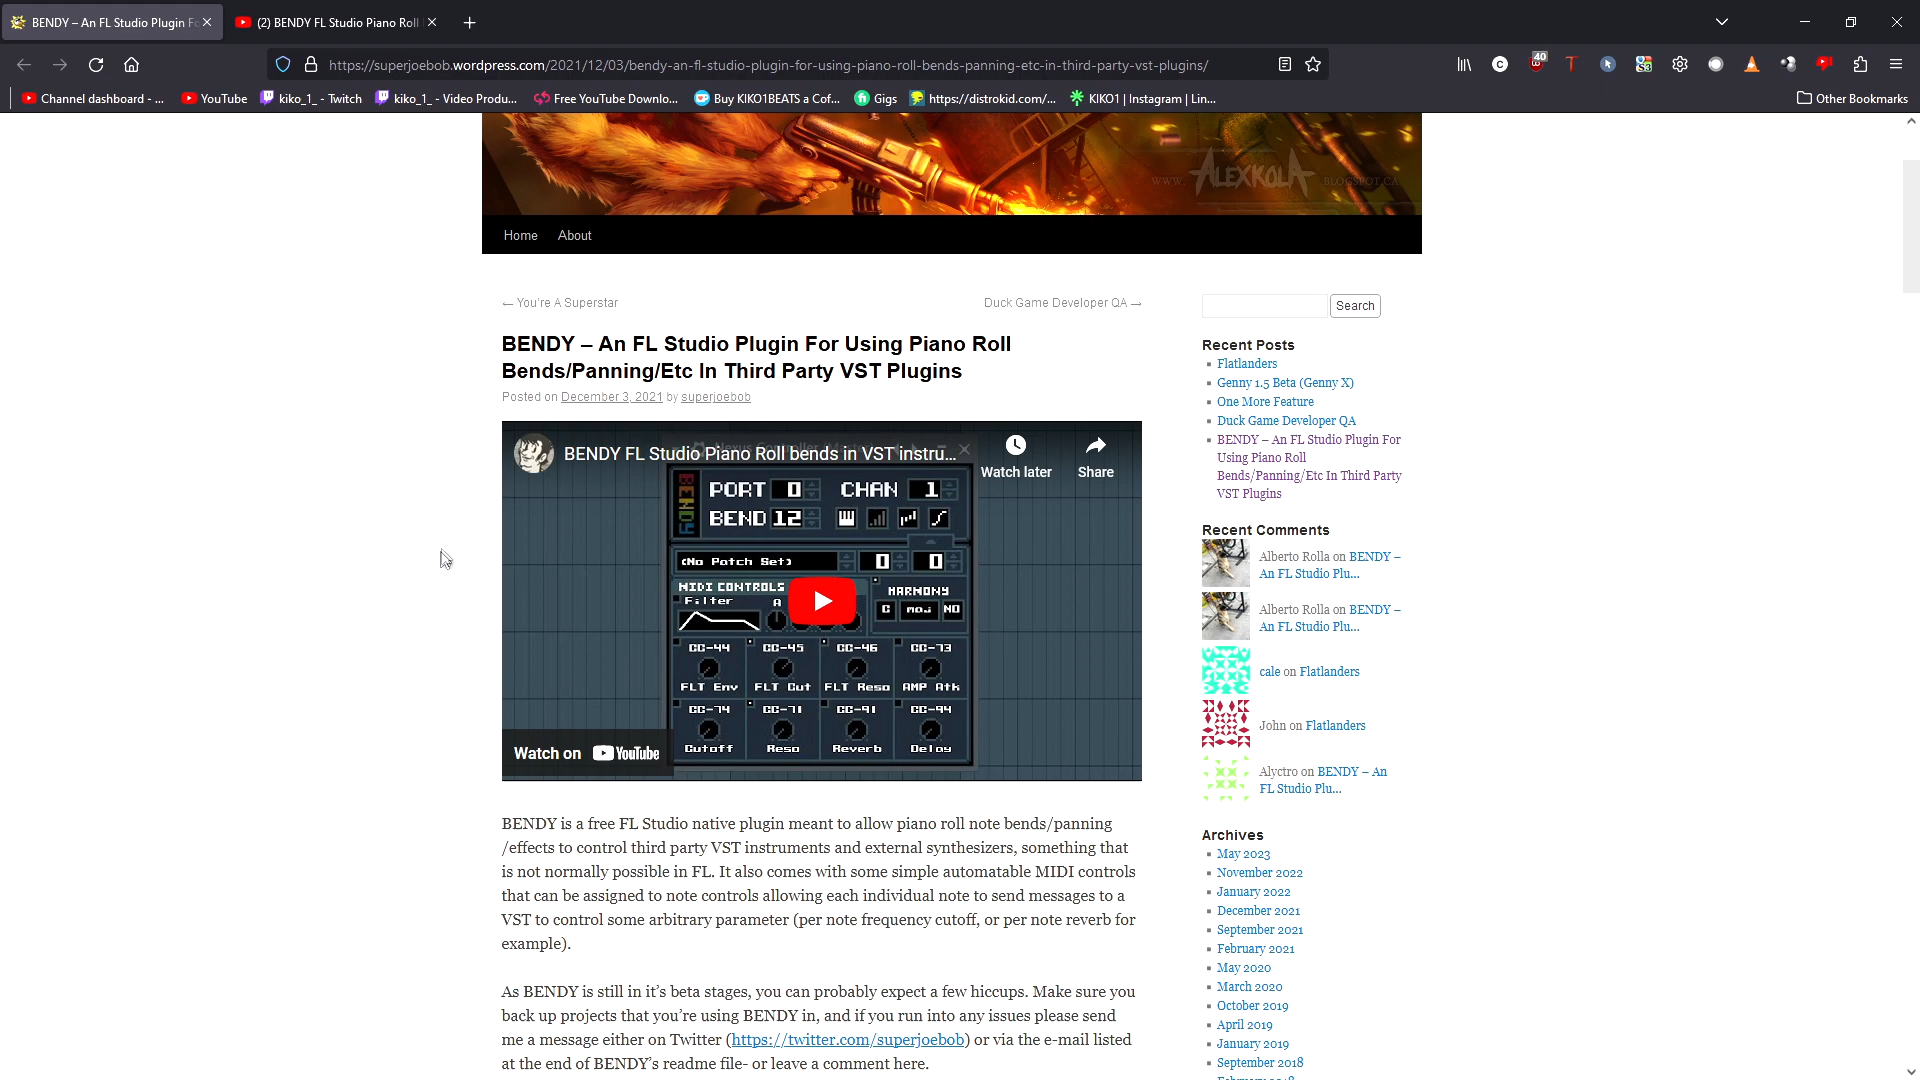 BENDY – An FL Studio Plugin Fo
(2) BENDY FL Studio Piano Roll
https://superjoebob.wordpress.com/2021/12/03/bendy-an-fl-studio-plugin-for-using-piano-roll-bends-panning-etc-in-third-party-vst-plugins/
40
Channel dashboard - ...
YouTube
kiko_1_ - Twitch
kiko_1_ - Video Produ...
Free YouTube Downlo...
Buy KIKO1BEATS a Cof...
Gigs
https://distrokid.com/...
KIKO1 | Instagram | Lin...
Other Bookmarks
WWW. ALEXKOLA BLOGSPOT.CA
Home About
← You're A Superstar
Duck Game Developer QA →
BENDY – An FL Studio Plugin For Using Piano Roll
Bends/Panning/Etc In Third Party VST Plugins
Posted on December 3, 2021 by superjoebob
BENDY FL Studio Piano Roll bends in VST instru...
Watch later
Share
BENDY
PORT 0 CHAN 1
BEND 12
(No Patch Set) 0 0
MIDI CONTROLS
Filter A
HARMONY
C maj NO
CC-44 CC-45 CC-46 CC-73
FLT Env FLT Cut FLT Reso AMP Atk
CC-74 CC-71 CC-91 CC-94
Cutoff Reso Reverb Delay
Watch on YouTube
BENDY is a free FL Studio native plugin meant to allow piano roll note bends/panning
/effects to control third party VST instruments and external synthesizers, something that
is not normally possible in FL. It also comes with some simple automatable MIDI controls
that can be assigned to note controls allowing each individual note to send messages to a
VST to control some arbitrary parameter (per note frequency cutoff, or per note reverb for
example).
As BENDY is still in it's beta stages, you can probably expect a few hiccups. Make sure you
back up projects that you're using BENDY in, and if you run into any issues please send
me a message either on Twitter (https://twitter.com/superjoebob) or via the e-mail listed
at the end of BENDY's readme file- or leave a comment here.
Search
Recent Posts
Flatlanders
Genny 1.5 Beta (Genny X)
One More Feature
Duck Game Developer QA
BENDY – An FL Studio Plugin For
Using Piano Roll
Bends/Panning/Etc In Third Party
VST Plugins
Recent Comments
Alberto Rolla on BENDY –
An FL Studio Plu...
Alberto Rolla on BENDY –
An FL Studio Plu...
cale on Flatlanders
John on Flatlanders
Alyctro on BENDY – An
FL Studio Plu...
Archives
May 2023
November 2022
January 2022
December 2021
September 2021
February 2021
May 2020
March 2020
October 2019
April 2019
January 2019
September 2018